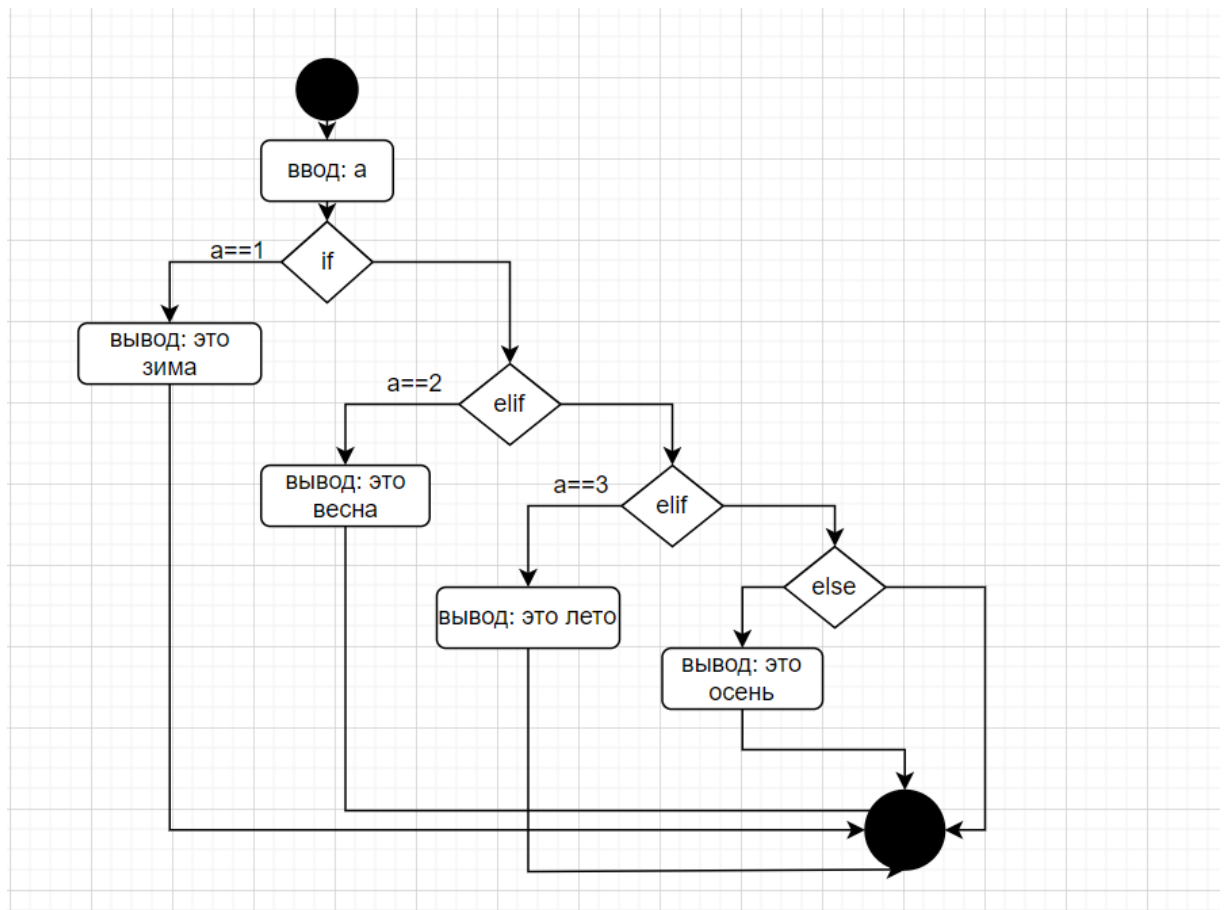 ввод: а
a==1
if
вывод: это
зима
a==2
elif
вывод: это
весна
a==3
elif
else
вывод: это лето
вывод: это
осень